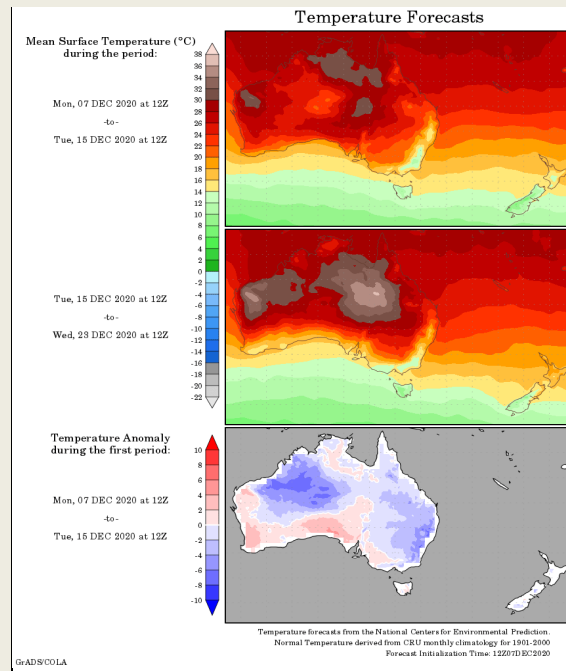 Temperature Forecasts
Mean Surface Temperature (°C)
during the period:
Mon, 07 DEC 2020 at 12Z
-to-
Tue, 15 DEC 2020 at 12Z
38
36
34
32
30
28
26
24
22
20
18
16
14
12
10
8
6
4
2
0
-2
-4
-6
-8
-10
-12
-14
-16
-18
-20
-22
Tue, 15 DEC 2020 at 12Z
-to-
Wed, 23 DEC 2020 at 12Z
Temperature Anomaly
during the first period:
Mon, 07 DEC 2020 at 12Z
-to-
Tue, 15 DEC 2020 at 12Z
10
8
6
4
2
0
-2
-4
-6
-8
-10
Temperature forecasts from the National Centers for Environmental Prediction.
Normal Temperature derived from CRU monthly climatology for 1901-2000
Forecast Initialization Time: 12Z07DEC2020
GrADS/COLA